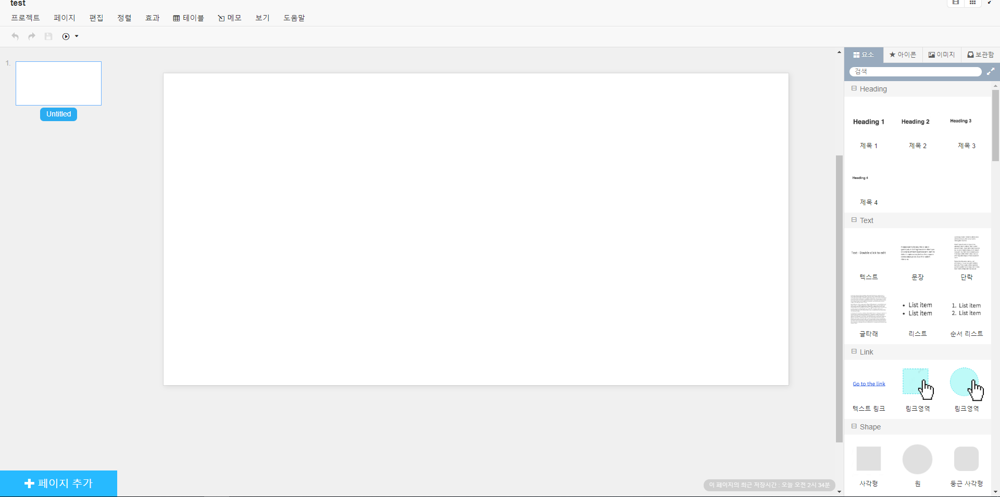 test
프로젝트 페이지 편집 정렬 효과 테이블 메모 보기 도움말
1.
Untitled
페이지 추가
이 페이지의 최근 저장시간 : 오늘 오전 2시 34분
요소 아이콘 이미지 보관함
검색
Heading
Heading 1 Heading 2 Heading 3
제목 1 제목 2 제목 3
Heading 4
제목 4
Text
Text - Double click to edit
텍스트 문장 단락
• List item
• List item
1. List item
2. List item
글타래 리스트 순서 리스트
Link
Go to the link
텍스트 링크 링크영역 링크영역
Shape
사각형 원 둥근 사각형